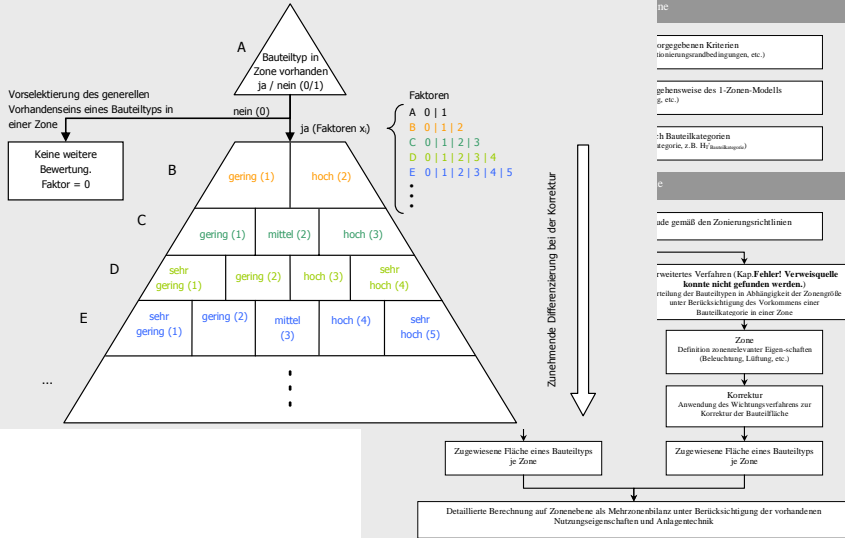 A
Bauteiltyp in
Zone vorhanden
ja / nein (0/1)
Vorselektierung des generellen
Vorhandenseins eines Bauteiltyps in
einer Zone
nein (0)
ja (Faktoren xᵢ)
Keine weitere
Bewertung.
Faktor = 0
Faktoren
A 0 | 1
B 0 | 1 | 2
C 0 | 1 | 2 | 3
D 0 | 1 | 2 | 3 | 4
E 0 | 1 | 2 | 3 | 4 | 5
B
gering (1)
hoch (2)
C
gering (1)
mittel (2)
hoch (3)
D
sehr
gering (1)
gering (2)
hoch (3)
sehr
hoch (4)
E
sehr
gering (1)
gering (2)
mittel
(3)
hoch (4)
sehr
hoch (5)
...
Zunehmende Differenzierung bei der Korrektur
ne
orgegebenen Kriterien
tionierungsrandbedingungen, etc.)
gehensweise des 1-Zonen-Modells
g, etc.)
ch Bauteilkategorien
ategorie, z.B.
e
ude gemäß den Zonierungsrichtlinien
rweitertes Verfahren (Kap.Fehler! Verweisquelle
konnte nicht gefunden werden.)
rteilung der Bauteiltypen in Abhängigkeit der Zonengröße
unter Berücksichtigung des Vorkommens einer
Bauteilkategorie in einer Zone
Zone
Definition zonenrelevanter Eigen-schaften
(Beleuchtung, Lüftung, etc.)
Korrektur
Anwendung des Wichtungsverfahrens zur
Korrektur der Bauteilfläche
Zugewiesene Fläche eines Bauteiltyps
je Zone
Zugewiesene Fläche eines Bauteiltyps
je Zone
Detaillierte Berechnung auf Zonenebene als Mehrzonenbilanz unter Berücksichtigung der vorhandenen
Nutzungseigenschaften und Anlagentechnik